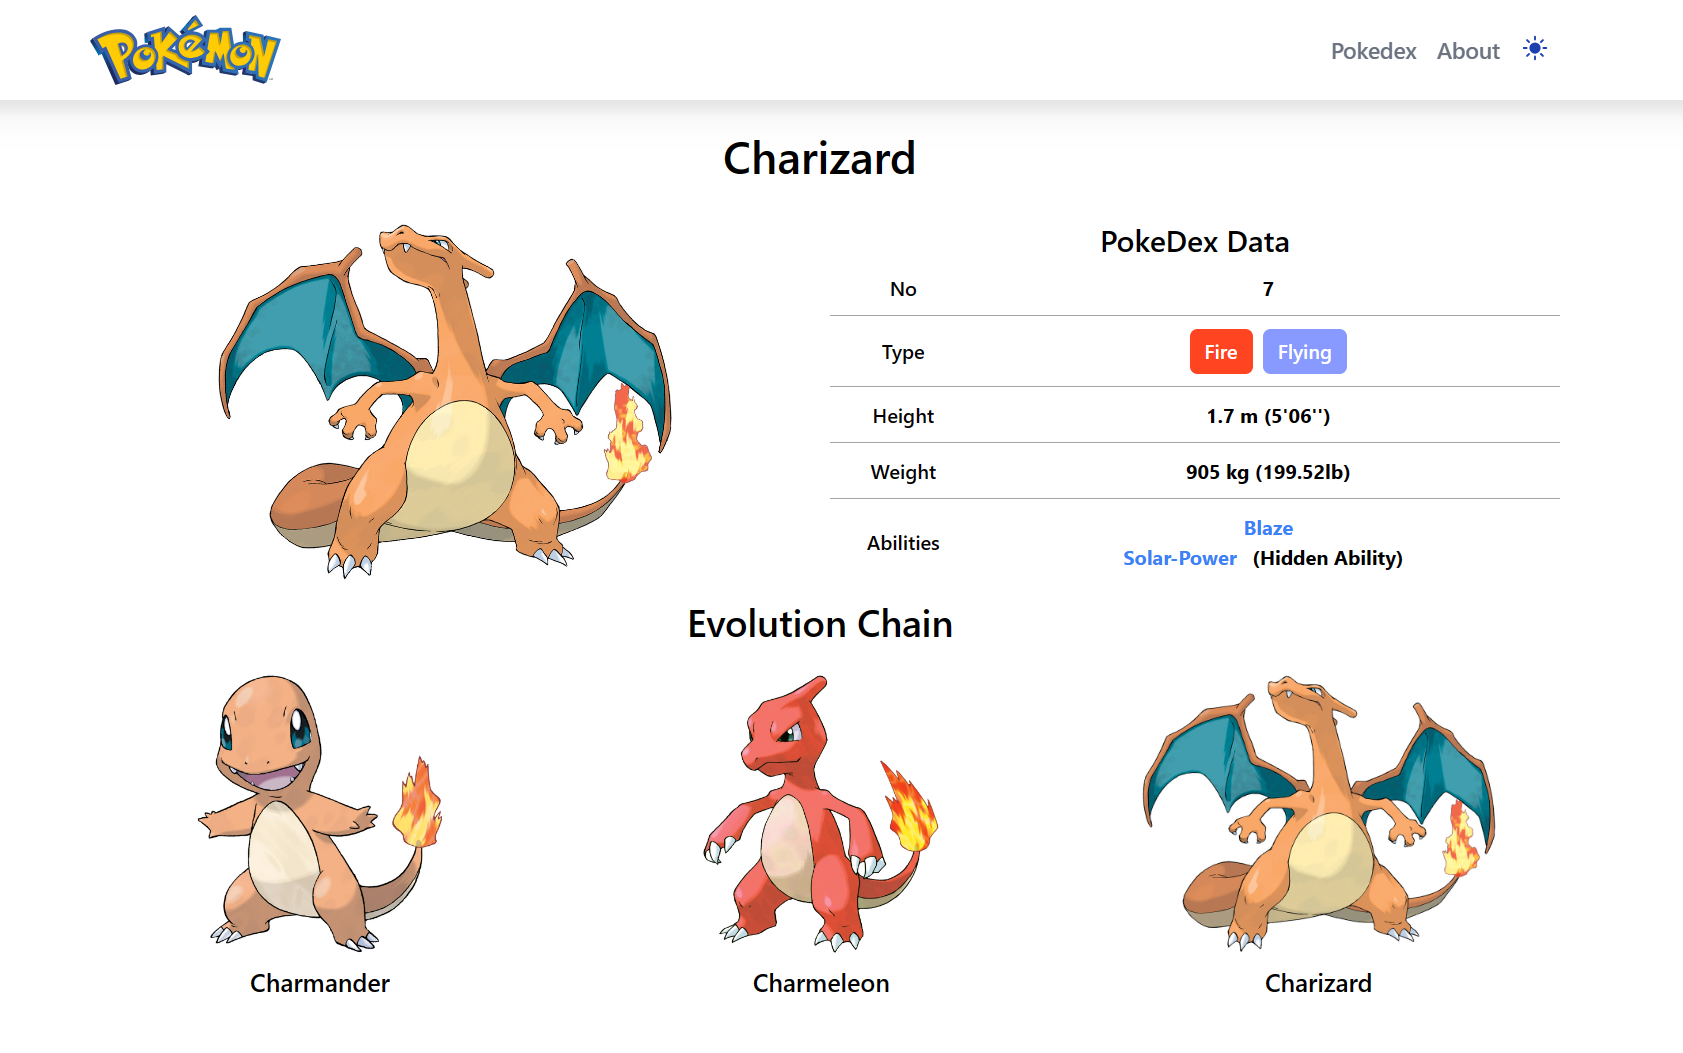 Pokémon
Pokedex About
Charizard
PokeDex Data
No 7
Type Fire Flying
Height 1.7 m (5'06'')
Weight 905 kg (199.52lb)
Abilities Blaze
Solar-Power (Hidden Ability)
Evolution Chain
Charmander Charmeleon Charizard